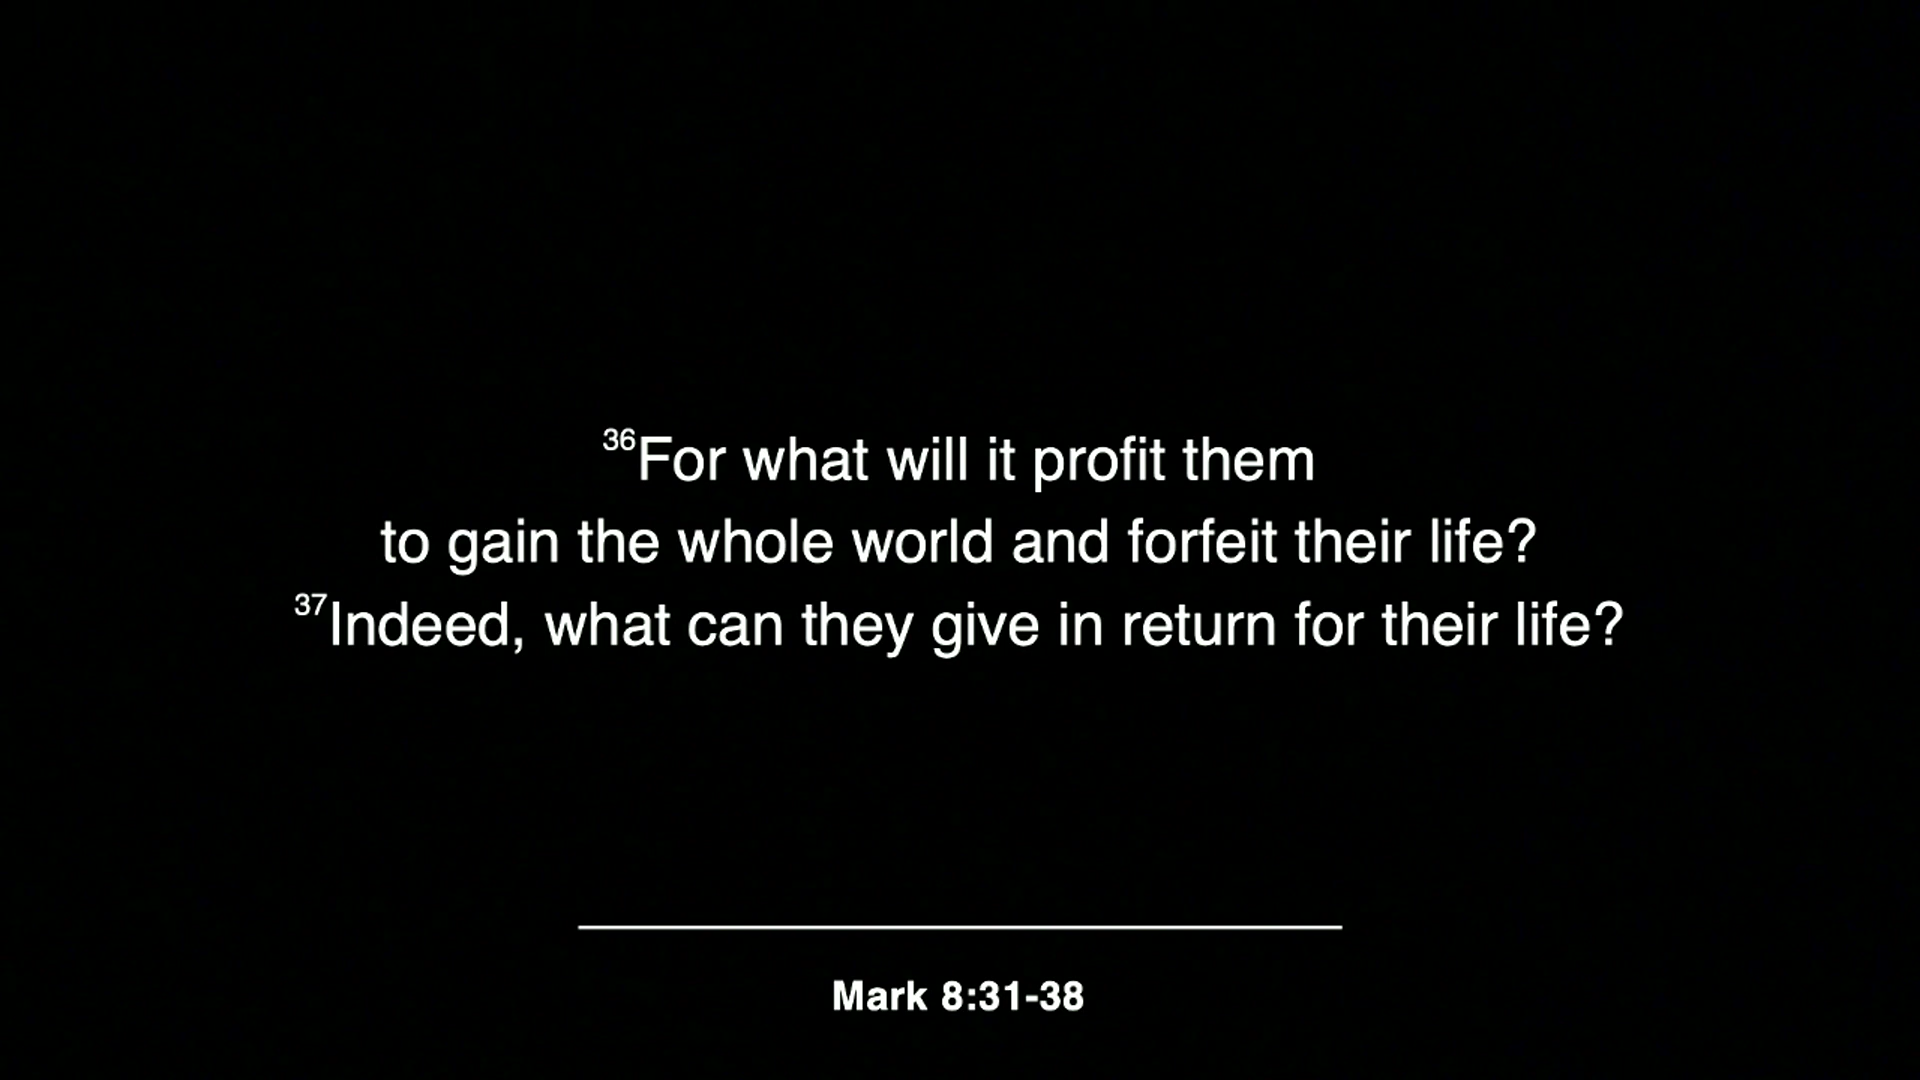 36For what will it profit them
to gain the whole world and forfeit their life?
37Indeed, what can they give in return for their life?
Mark 8:31-38